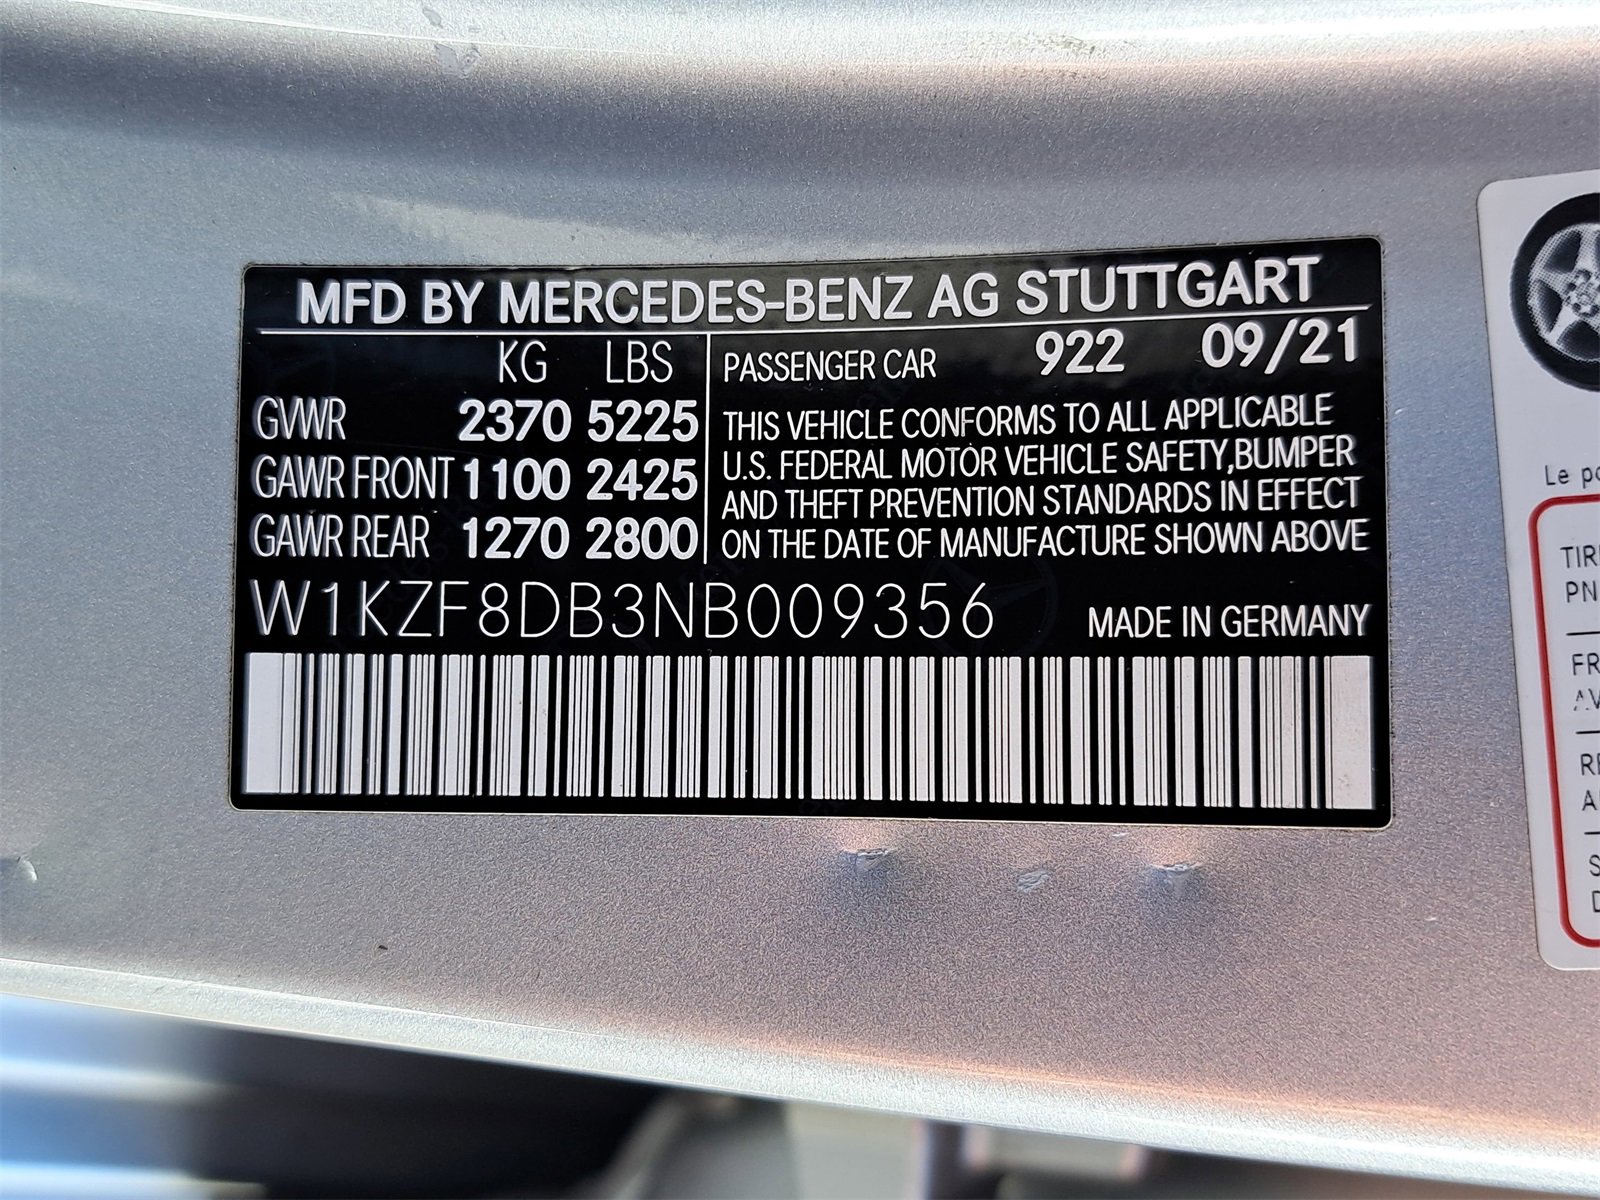 MFD BY MERCEDES-BENZ AG STUTTGART
KG LBS
GVWR 2370 5225
GAWR FRONT 1100 2425
GAWR REAR 1270 2800
PASSENGER CAR 922 09/21
THIS VEHICLE CONFORMS TO ALL APPLICABLE
U.S. FEDERAL MOTOR VEHICLE SAFETY,BUMPER
AND THEFT PREVENTION STANDARDS IN EFFECT
ON THE DATE OF MANUFACTURE SHOWN ABOVE
W1KZF8DB3NB009356
MADE IN GERMANY
Le